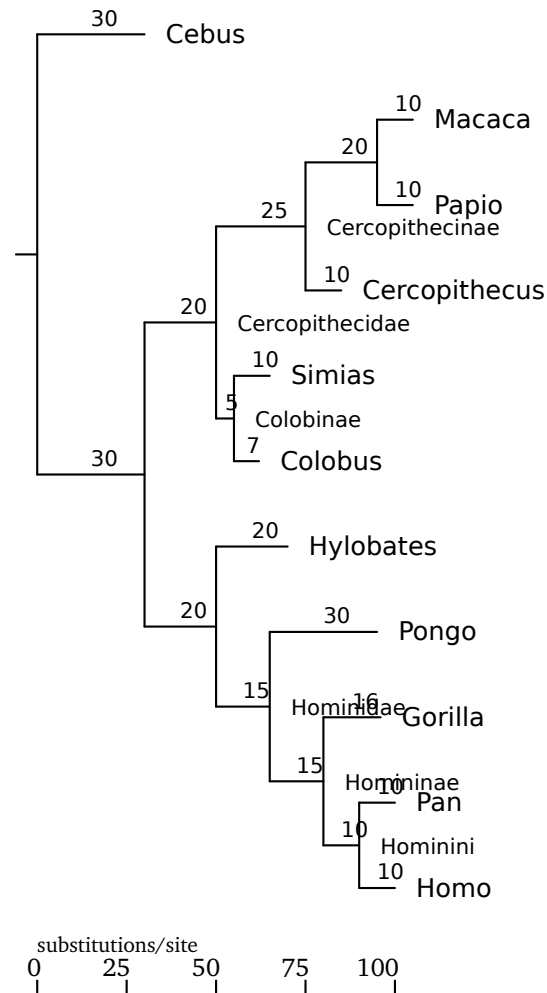 30
Cebus
10
Macaca
20
10
Papio
25
Cercopithecinae
10
Cercopithecus
20
Cercopithecidae
10
Simias
5
Colobinae
7
Colobus
30
20
Hylobates
20
30
Pongo
15
Hominidae
16
Gorilla
15
Homininae
10
Pan
10
Hominini
10
Homo
substitutions/site
0 25 50 75 100